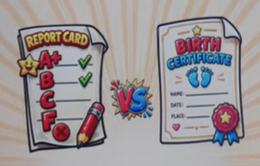 REPORT CARD
A+
B
C
F
VS
BIRTH
CERTIFICATE
NAME:
DATE:
PLACE: